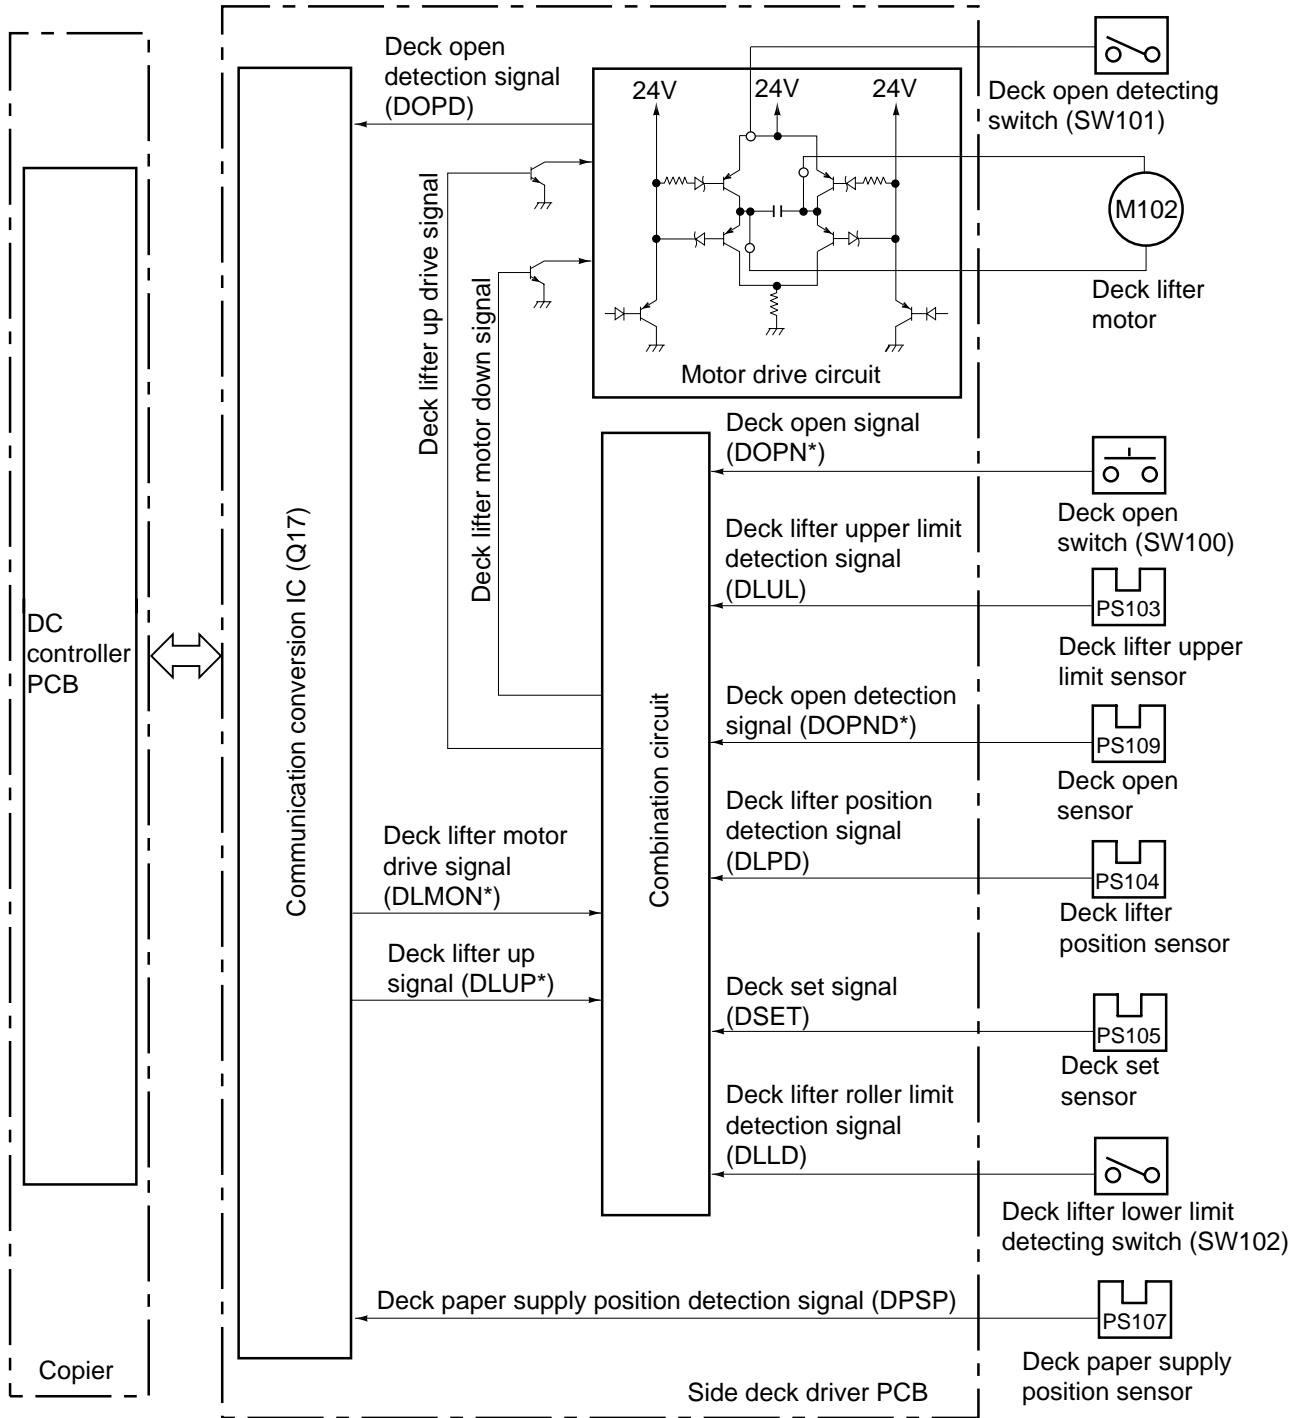 Deck open
detection signal
(DOPD)
24V
24V
24V
Deck open detecting
switch (SW101)
M102
Deck lifter
motor
Motor drive circuit
Deck lifter up drive signal
Deck lifter motor down signal
Deck open signal
(DOPN*)
Deck open
switch (SW100)
Deck lifter upper limit
detection signal
(DLUL)
PS103
Deck lifter upper
limit sensor
Communication conversion IC (Q17)
DC
controller
PCB
Deck open detection
signal (DOPND*)
PS109
Deck open
sensor
Combination circuit
Deck lifter position
detection signal
(DLPD)
PS104
Deck lifter
position sensor
Deck lifter motor
drive signal
(DLMON*)
Deck lifter up
signal (DLUP*)
Deck set signal
(DSET)
PS105
Deck set
sensor
Deck lifter roller limit
detection signal
(DLLD)
Deck lifter lower limit
detecting switch (SW102)
Deck paper supply position detection signal (DPSP)
PS107
Deck paper supply
position sensor
Copier
Side deck driver PCB